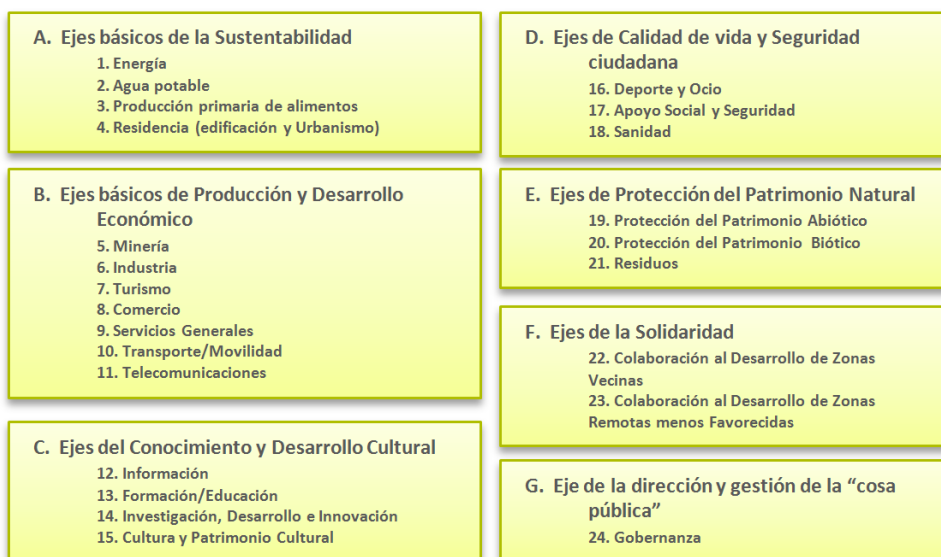 A. Ejes básicos de la Sustentabilidad
1. Energía
2. Agua potable
3. Producción primaria de alimentos
4. Residencia (edificación y Urbanismo)
B. Ejes básicos de Producción y Desarrollo
Económico
5. Minería
6. Industria
7. Turismo
8. Comercio
9. Servicios Generales
10. Transporte/Movilidad
11. Telecomunicaciones
C. Ejes del Conocimiento y Desarrollo Cultural
12. Información
13. Formación/Educación
14. Investigación, Desarrollo e Innovación
15. Cultura y Patrimonio Cultural
D. Ejes de Calidad de vida y Seguridad
ciudadana
16. Deporte y Ocio
17. Apoyo Social y Seguridad
18. Sanidad
E. Ejes de Protección del Patrimonio Natural
19. Protección del Patrimonio Abiótico
20. Protección del Patrimonio Biótico
21. Residuos
F. Ejes de la Solidaridad
22. Colaboración al Desarrollo de Zonas
Vecinas
23. Colaboración al Desarrollo de Zonas
Remotas menos Favorecidas
G. Eje de la dirección y gestión de la “cosa
pública”
24. Gobernanza